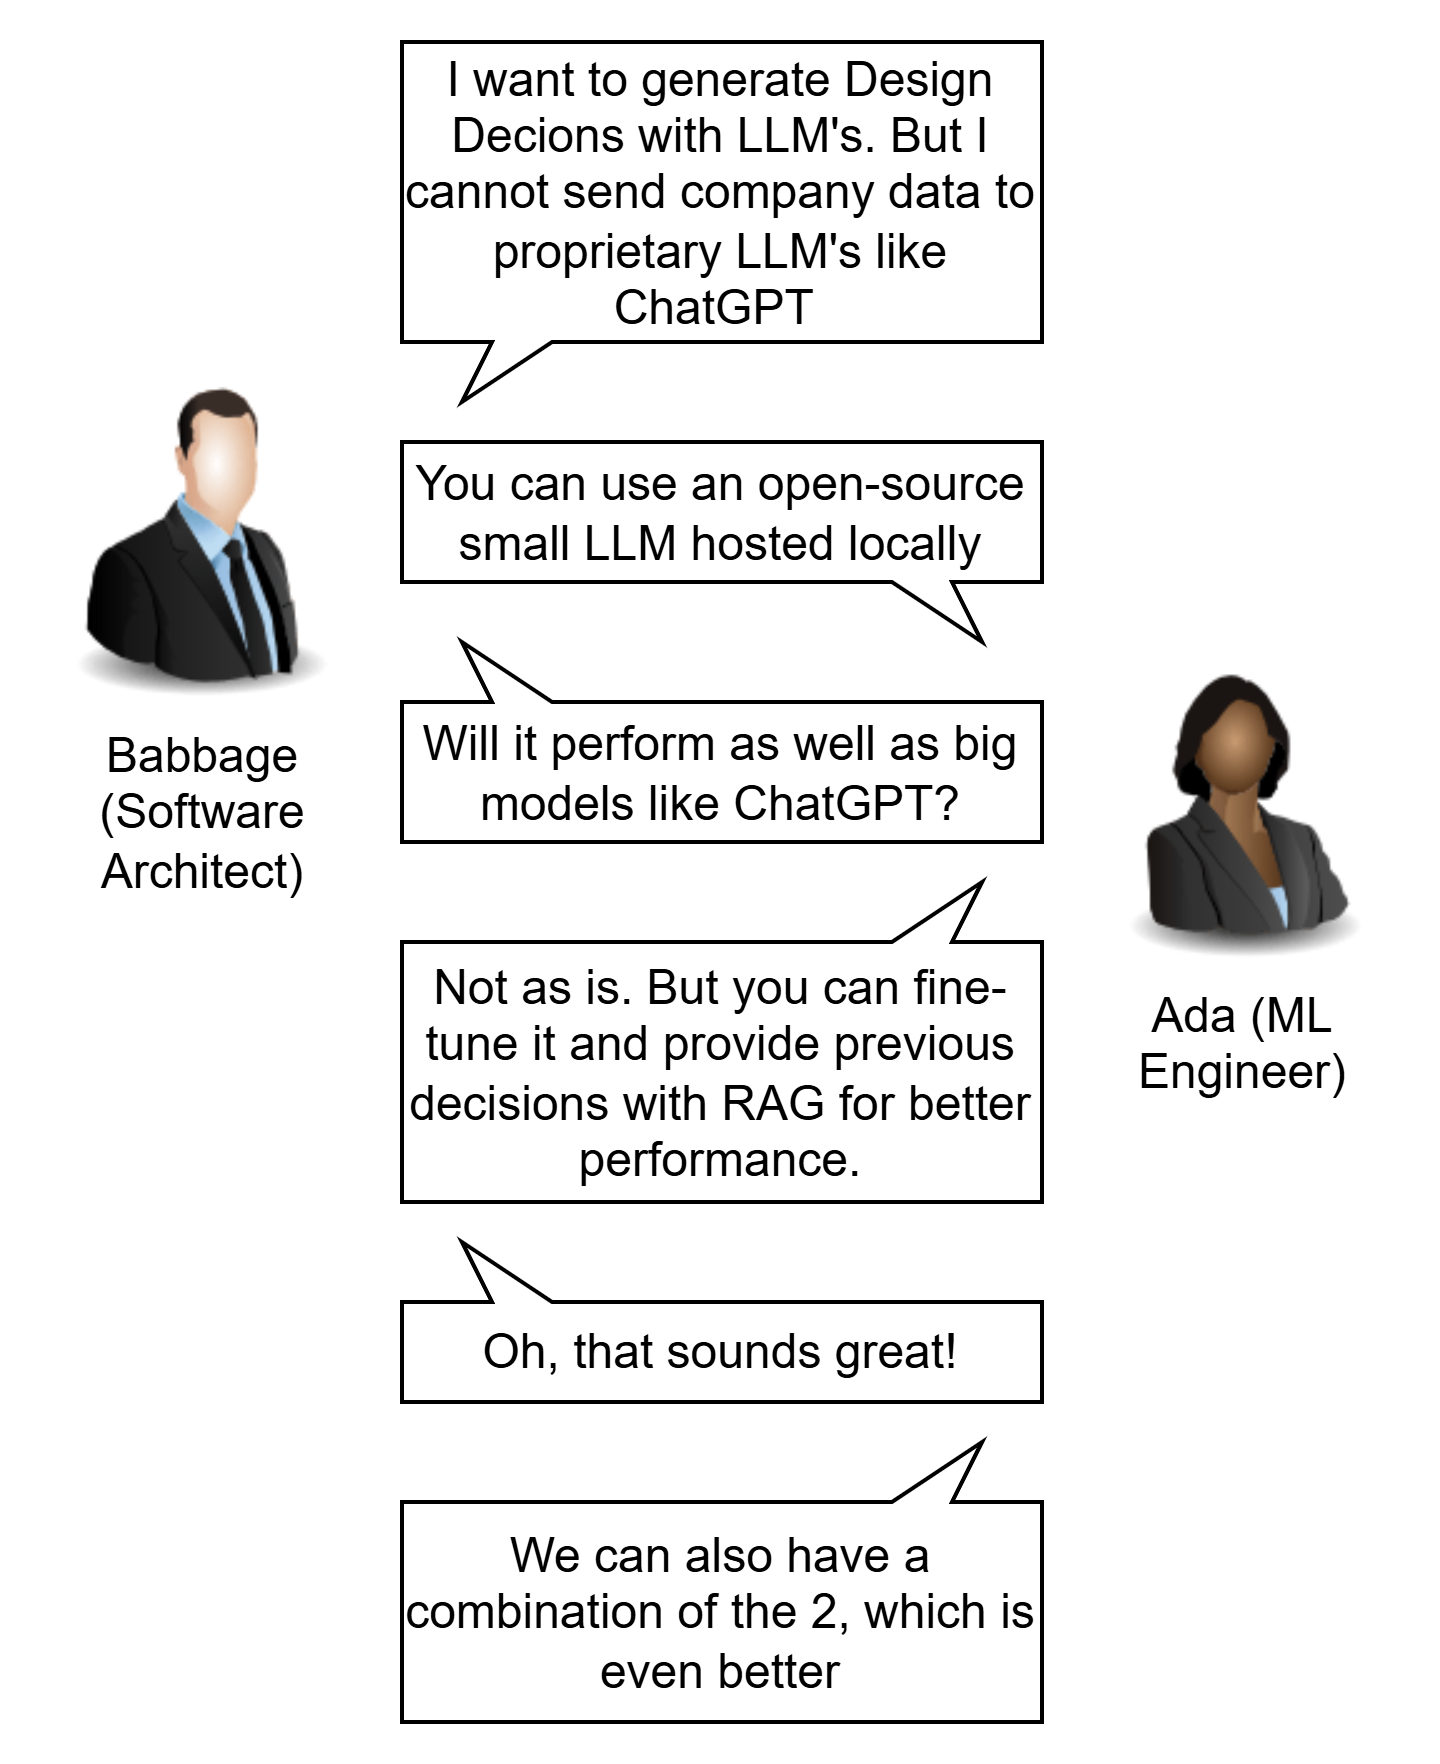 I want to generate Design
Decions with LLM's. But I
cannot send company data to
proprietary LLM's like
ChatGPT
You can use an open-source
small LLM hosted locally
Babbage
(Software
Architect)
Will it perform as well as big
models like ChatGPT?
Not as is. But you can fine-
tune it and provide previous
decisions with RAG for better
performance.
Ada (ML
Engineer)
Oh, that sounds great!
We can also have a
combination of the 2, which is
even better